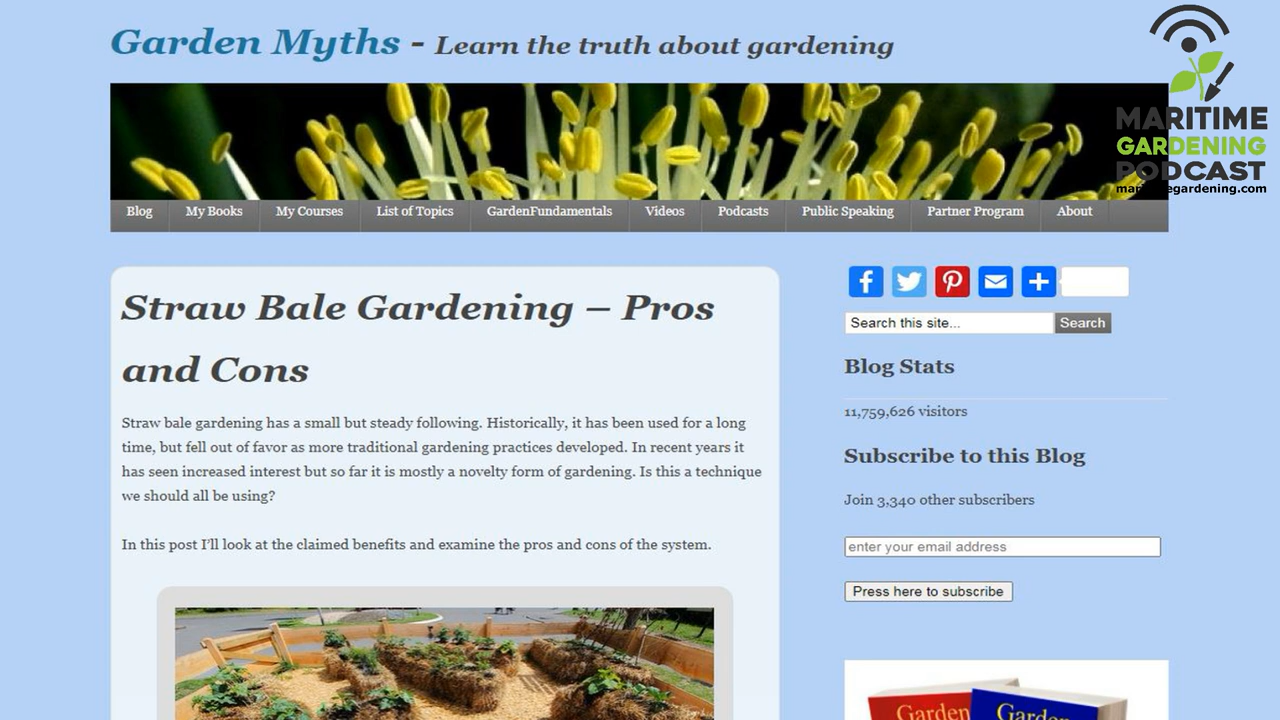 Garden Myths - Learn the truth about gardening
MARITIME
GARDENING
PODCAST
maritimegardening.com
Blog
My Books
My Courses
List of Topics
GardenFundamentals
Videos
Podcasts
Public Speaking
Partner Program
About
Straw Bale Gardening – Pros
and Cons
Straw bale gardening has a small but steady following. Historically, it has been used for a long
time, but fell out of favor as more traditional gardening practices developed. In recent years it
has seen increased interest but so far it is mostly a novelty form of gardening. Is this a technique
we should all be using?
In this post I’ll look at the claimed benefits and examine the pros and cons of the system.
Search this site...
Search
Blog Stats
11,759,626 visitors
Subscribe to this Blog
Join 3,340 other subscribers
enter your email address
Press here to subscribe
Garden
Garden